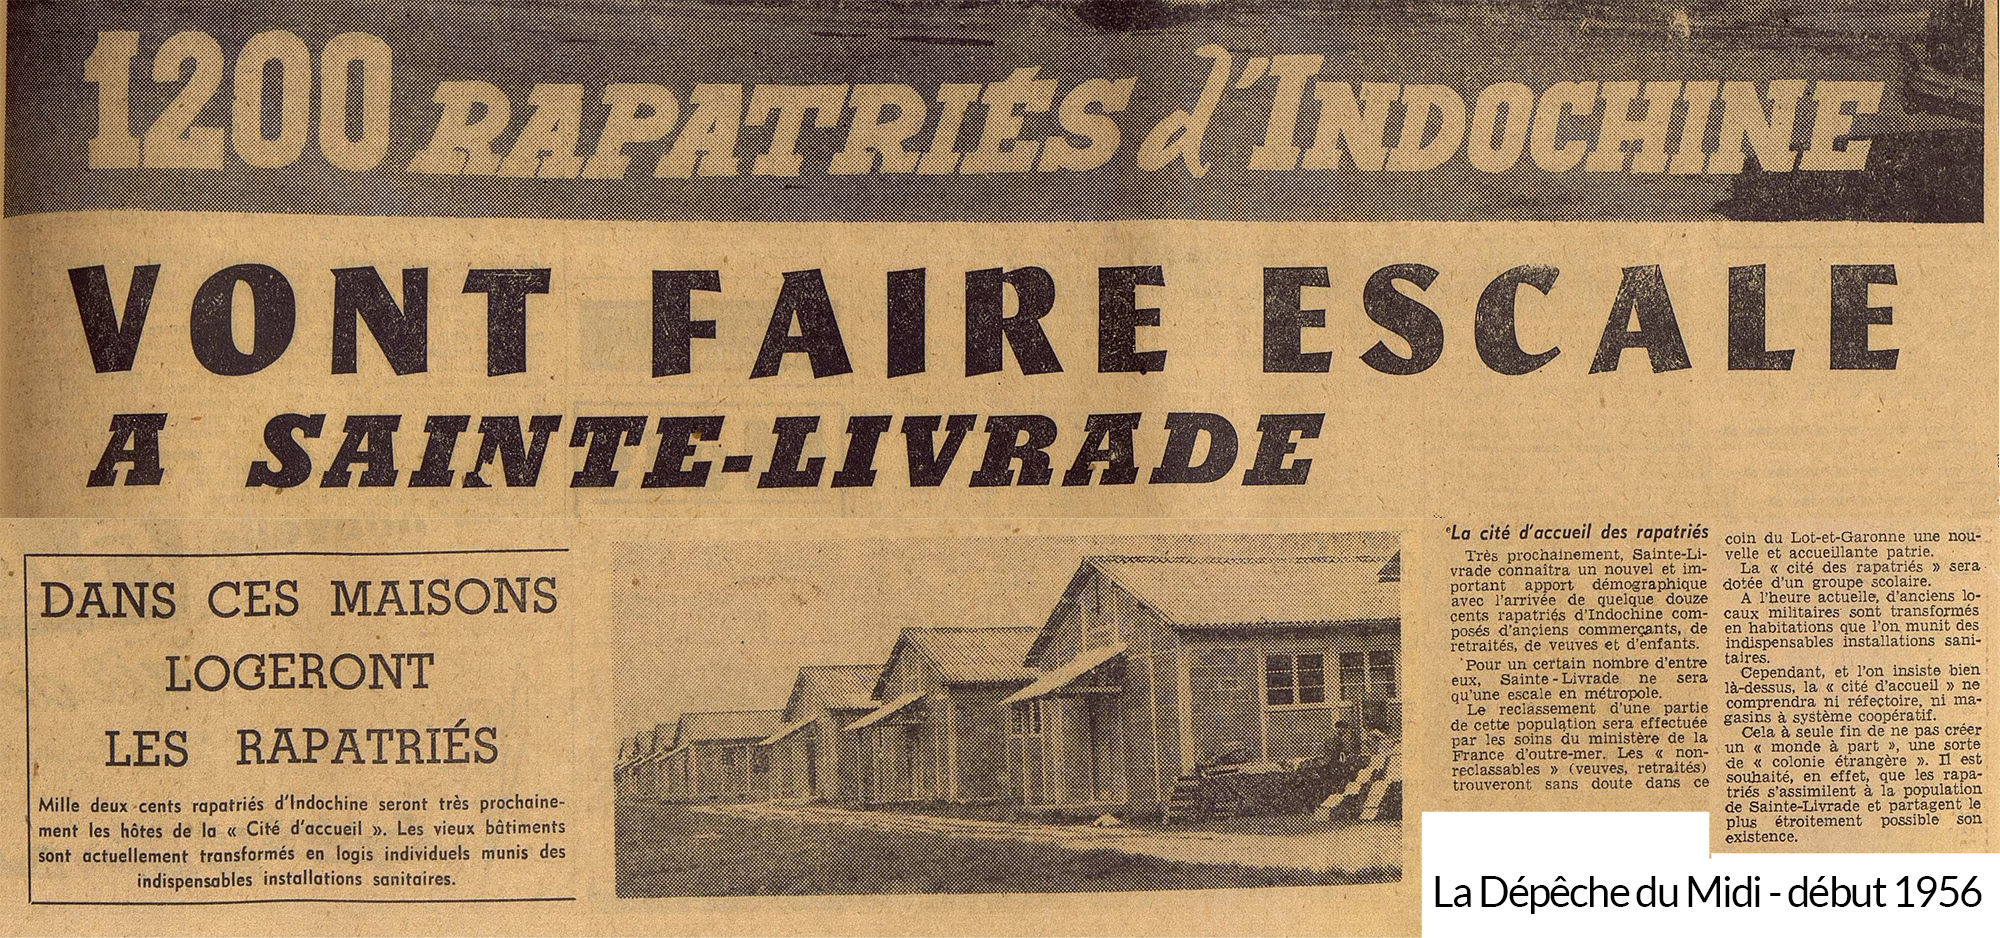 1200 RAPATRIÉS d'INDOCHINE
VONT FAIRE ESCALE
A SAINTE-LIVRADE
DANS CES MAISONS
LOGERONT
LES RAPATRIÉS
Mille deux cents rapatriés d'Indochine seront très prochaine-
ment les hôtes de la « Cité d'accueil ». Les vieux bâtiments
sont actuellement transformés en logis individuels munis des
indispensables installations sanitaires.
La cité d'accueil des rapatriés
Très prochainement, Sainte-Li-
vrade connaîtra un nouvel et im-
portant apport démographique
avec l'arrivée de quelque douze
cents rapatriés d'Indochine com-
posés d'anciens commerçants, de
retraités, de veuves et d'enfants.
Pour un certain nombre d'entre
eux, Sainte-Livrade ne sera
qu'une escale en métropole.
Le reclassement d'une partie
de cette population sera effectuée
par les soins du ministère de la
France d'outre-mer. Les « non-
reclassables » (veuves, retraités)
trouveront sans doute dans ce
coin du Lot-et-Garonne une nou-
velle et accueillante patrie.
La « cité des rapatriés » sera
dotée d'un groupe scolaire.
A l'heure actuelle, d'anciens lo-
caux militaires sont transformés
en habitations que l'on munit des
indispensables installations sani-
taires.
Cependant, et l'on insiste bien
là-dessus, la « cité d'accueil » ne
comprendra ni réfectoire, ni ma-
gasins à système coopératif.
Cela à seule fin de ne pas créer
un « monde à part », une sorte
de « colonie étrangère ». Il est
souhaité, en effet, que les rapa-
triés s'assimilent à la population
de Sainte-Livrade et partagent le
plus étroitement possible son
existence.
La Dépêche du Midi - début 1956